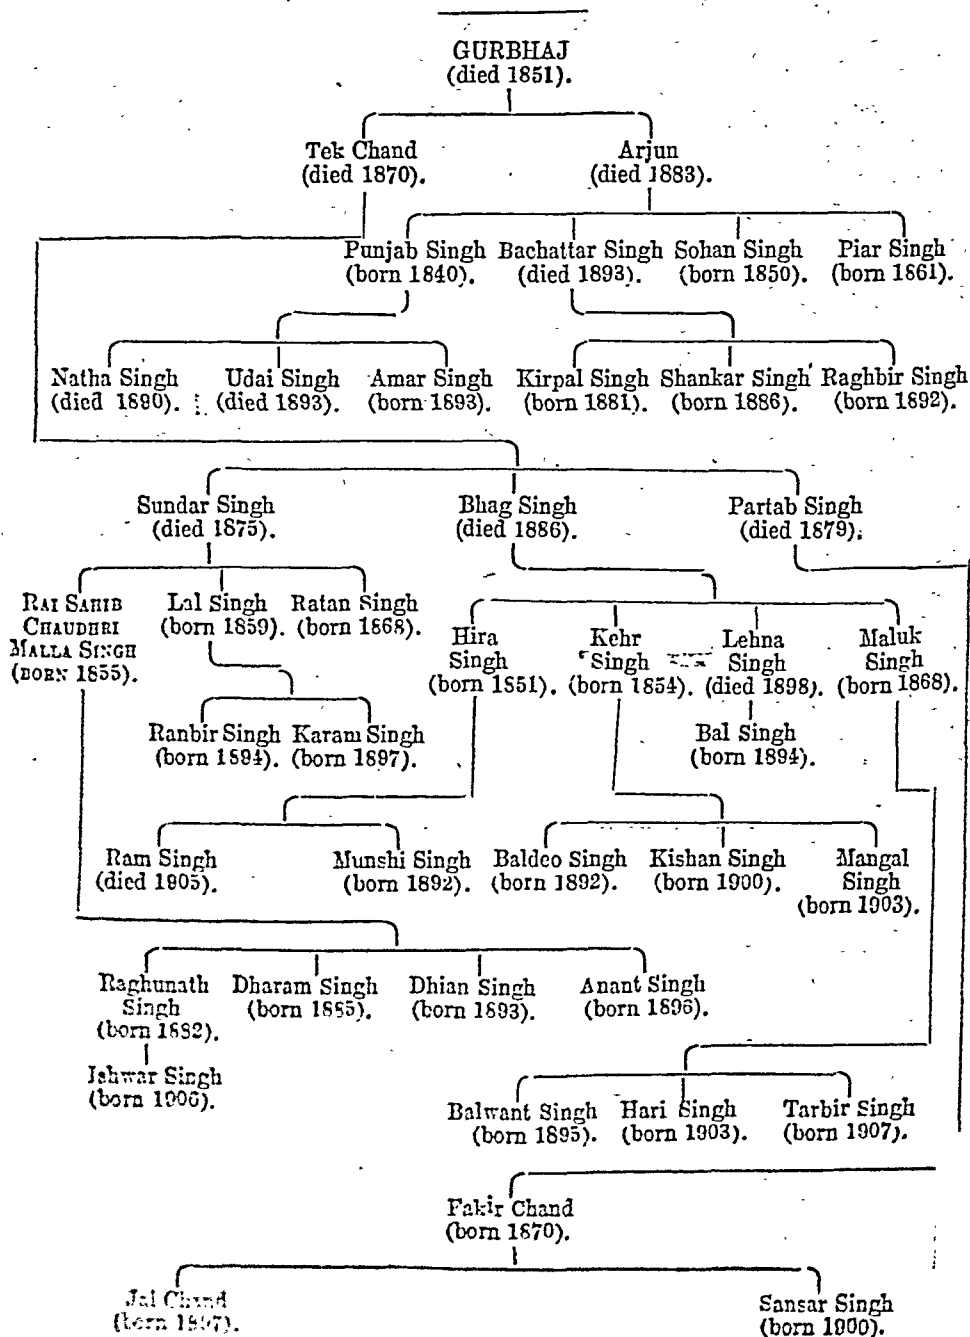 GURBHAJ
(died 1851).
Tek Chand
(died 1870).
Arjun
(died 1883).
Punjab Singh
(born 1840).
Bachattar Singh
(died 1893).
Sohan Singh
(born 1850).
Piar Singh
(born 1861).
Natha Singh
(died 1890).
Udai Singh
(died 1893).
Amar Singh
(born 1893).
Kirpal Singh
(born 1881).
Shankar Singh
(born 1886).
Raghbir Singh
(born 1892).
Sundar Singh
(died 1875).
Bhag Singh
(died 1886).
Partab Singh
(died 1879).
RAI SAHIB
CHAUDHRI
MALLA SINGH
(BORN 1855).
Lal Singh
(born 1859).
Ratan Singh
(born 1868).
Hira
Singh
(born 1851).
Kehr
Singh
(born 1854).
Lehna
Singh
(died 1898).
Maluk
Singh
(born 1868).
Ranbir Singh
(born 1894).
Karam Singh
(born 1897).
Bal Singh
(born 1894).
Ram Singh
(died 1905).
Munshi Singh
(born 1892).
Baldeo Singh
(born 1892).
Kishan Singh
(born 1900).
Mangal
Singh
(born 1903).
Raghunath
Singh
(born 1882).
Dharam Singh
(born 1885).
Dhian Singh
(born 1893).
Anant Singh
(born 1896).
Ishwar Singh
(born 1906).
Balwant Singh
(born 1895).
Hari Singh
(born 1903).
Tarbir Singh
(born 1907).
Fakir Chand
(born 1870).
Jai Chand
(born 1897).
Sansar Singh
(born 1900).